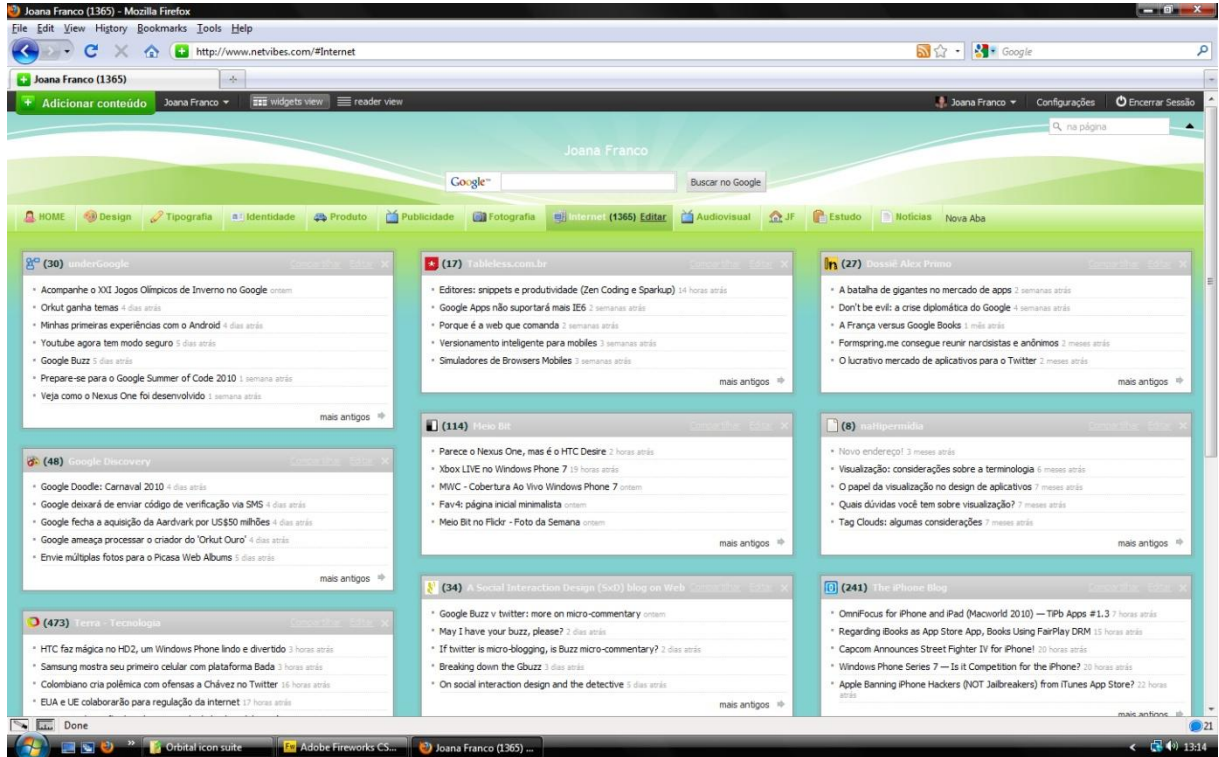 Joana Franco (1365) - Mozilla Firefox
File Edit View History Bookmarks Tools Help
http://www.netvibes.com/#Internet
Google
Joana Franco (1365)
Adicionar conteúdo Joana Franco widgets view reader view Joana Franco Configurações Encerrar Sessão
na página
Joana Franco
Google Buscar no Google
HOME Design Tipografia Identidade Produto Publicidade Fotografia Internet (1365) Editar Audiovisual JF Estudo Notícias Nova Aba
(30) underGoogle Compartilhar Editar
Acompanhe o XXI Jogos Olímpicos de Inverno no Google ontem
Orkut ganha temas 4 dias atrás
Minhas primeiras experiências com o Android 4 dias atrás
Youtube agora tem modo seguro 5 dias atrás
Google Buzz 5 dias atrás
Prepare-se para o Google Summer of Code 2010 1 semana atrás
Veja como o Nexus One foi desenvolvido 1 semana atrás
mais antigos
(48) Google Discovery Compartilhar Editar
Google Doodle: Carnaval 2010 4 dias atrás
Google deixará de enviar código de verificação via SMS 4 dias atrás
Google fecha a aquisição da Aardvark por US$50 milhões 4 dias atrás
Google ameaça processar o criador do 'Orkut Ouro' 4 dias atrás
Envie múltiplas fotos para o Picasa Web Albums 5 dias atrás
mais antigos
(473) Terra - Tecnologia Compartilhar Editar
HTC faz mágica no HD2, um Windows Phone lindo e divertido 3 horas atrás
Samsung mostra seu primeiro celular com plataforma Bada 3 horas atrás
Colombiano cria polêmica com ofensas a Chávez no Twitter 16 horas atrás
EUA e UE colaborarão para regulação da internet 17 horas atrás
(17) Tableless.com.br Compartilhar Editar
Editores: snippets e produtividade (Zen Coding e Sparkup) 14 horas atrás
Google Apps não suportará mais IE6 2 semanas atrás
Porque é a web que comanda 2 semanas atrás
Versionamento inteligente para mobiles 3 semanas atrás
Simuladores de Browsers Mobiles 3 semanas atrás
mais antigos
(114) Meio Bit Compartilhar Editar
Parece o Nexus One, mas é o HTC Desire 2 horas atrás
Xbox LIVE no Windows Phone 7 19 horas atrás
MWC - Cobertura Ao Vivo Windows Phone 7 ontem
Fav4: página inicial minimalista ontem
Meio Bit no Flickr - Foto da Semana ontem
mais antigos
(34) A Social Interaction Design (SxD) blog on Web Compartilhar Editar
Google Buzz v twitter: more on micro-commentary ontem
May I have your buzz, please? 2 dias atrás
If twitter is micro-blogging, is Buzz micro-commentary? 2 dias atrás
Breaking down the Gbuzz 3 dias atrás
On social interaction design and the detective 5 dias atrás
mais antigos
(27) Dossiê Alex Primo Compartilhar Editar
A batalha de gigantes no mercado de apps 2 semanas atrás
Don't be evil: a crise diplomática do Google 4 semanas atrás
A França versus Google Books 1 mês atrás
Formspring.me consegue reunir narcisistas e anônimos 2 meses atrás
O lucrativo mercado de aplicativos para o Twitter 2 meses atrás
mais antigos
(8) naHipermídia Compartilhar Editar
Novo endereço! 3 meses atrás
Visualização: considerações sobre a terminologia 6 meses atrás
O papel da visualização no design de aplicativos 7 meses atrás
Quais dúvidas você tem sobre visualização? 7 meses atrás
Tag Clouds: algumas considerações 7 meses atrás
mais antigos
(241) The iPhone Blog Compartilhar Editar
OmniFocus for iPhone and iPad (Macworld 2010) — TiPb Apps #1.3 7 horas atrás
Regarding iBooks as App Store App, Books Using FairPlay DRM 15 horas atrás
Capcom Announces Street Fighter IV for iPhone! 20 horas atrás
Windows Phone Series 7 — Is it Competition for the iPhone? 20 horas atrás
Apple Banning iPhone Hackers (NOT Jailbreakers) from iTunes App Store? 22 horas
atrás
mais antigos
Done 21
Orbital icon suite Adobe Fireworks CS... Joana Franco (1365) ... 13:14